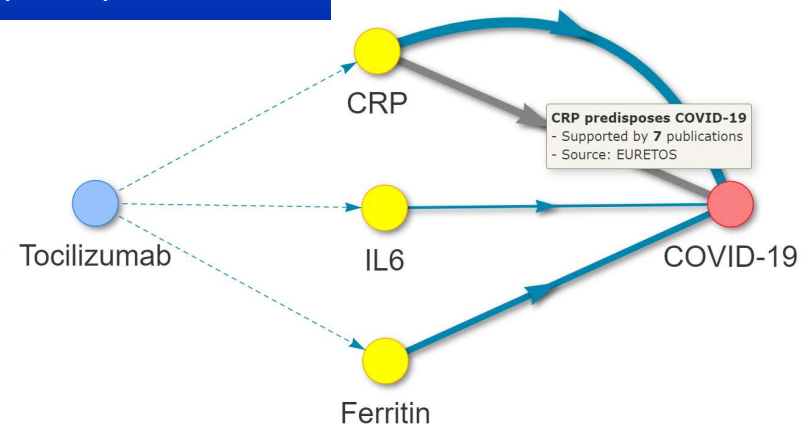 CRP
CRP predisposes COVID-19
- Supported by 7 publications
- Source: EURETOS
Tocilizumab
IL6
COVID-19
Ferritin